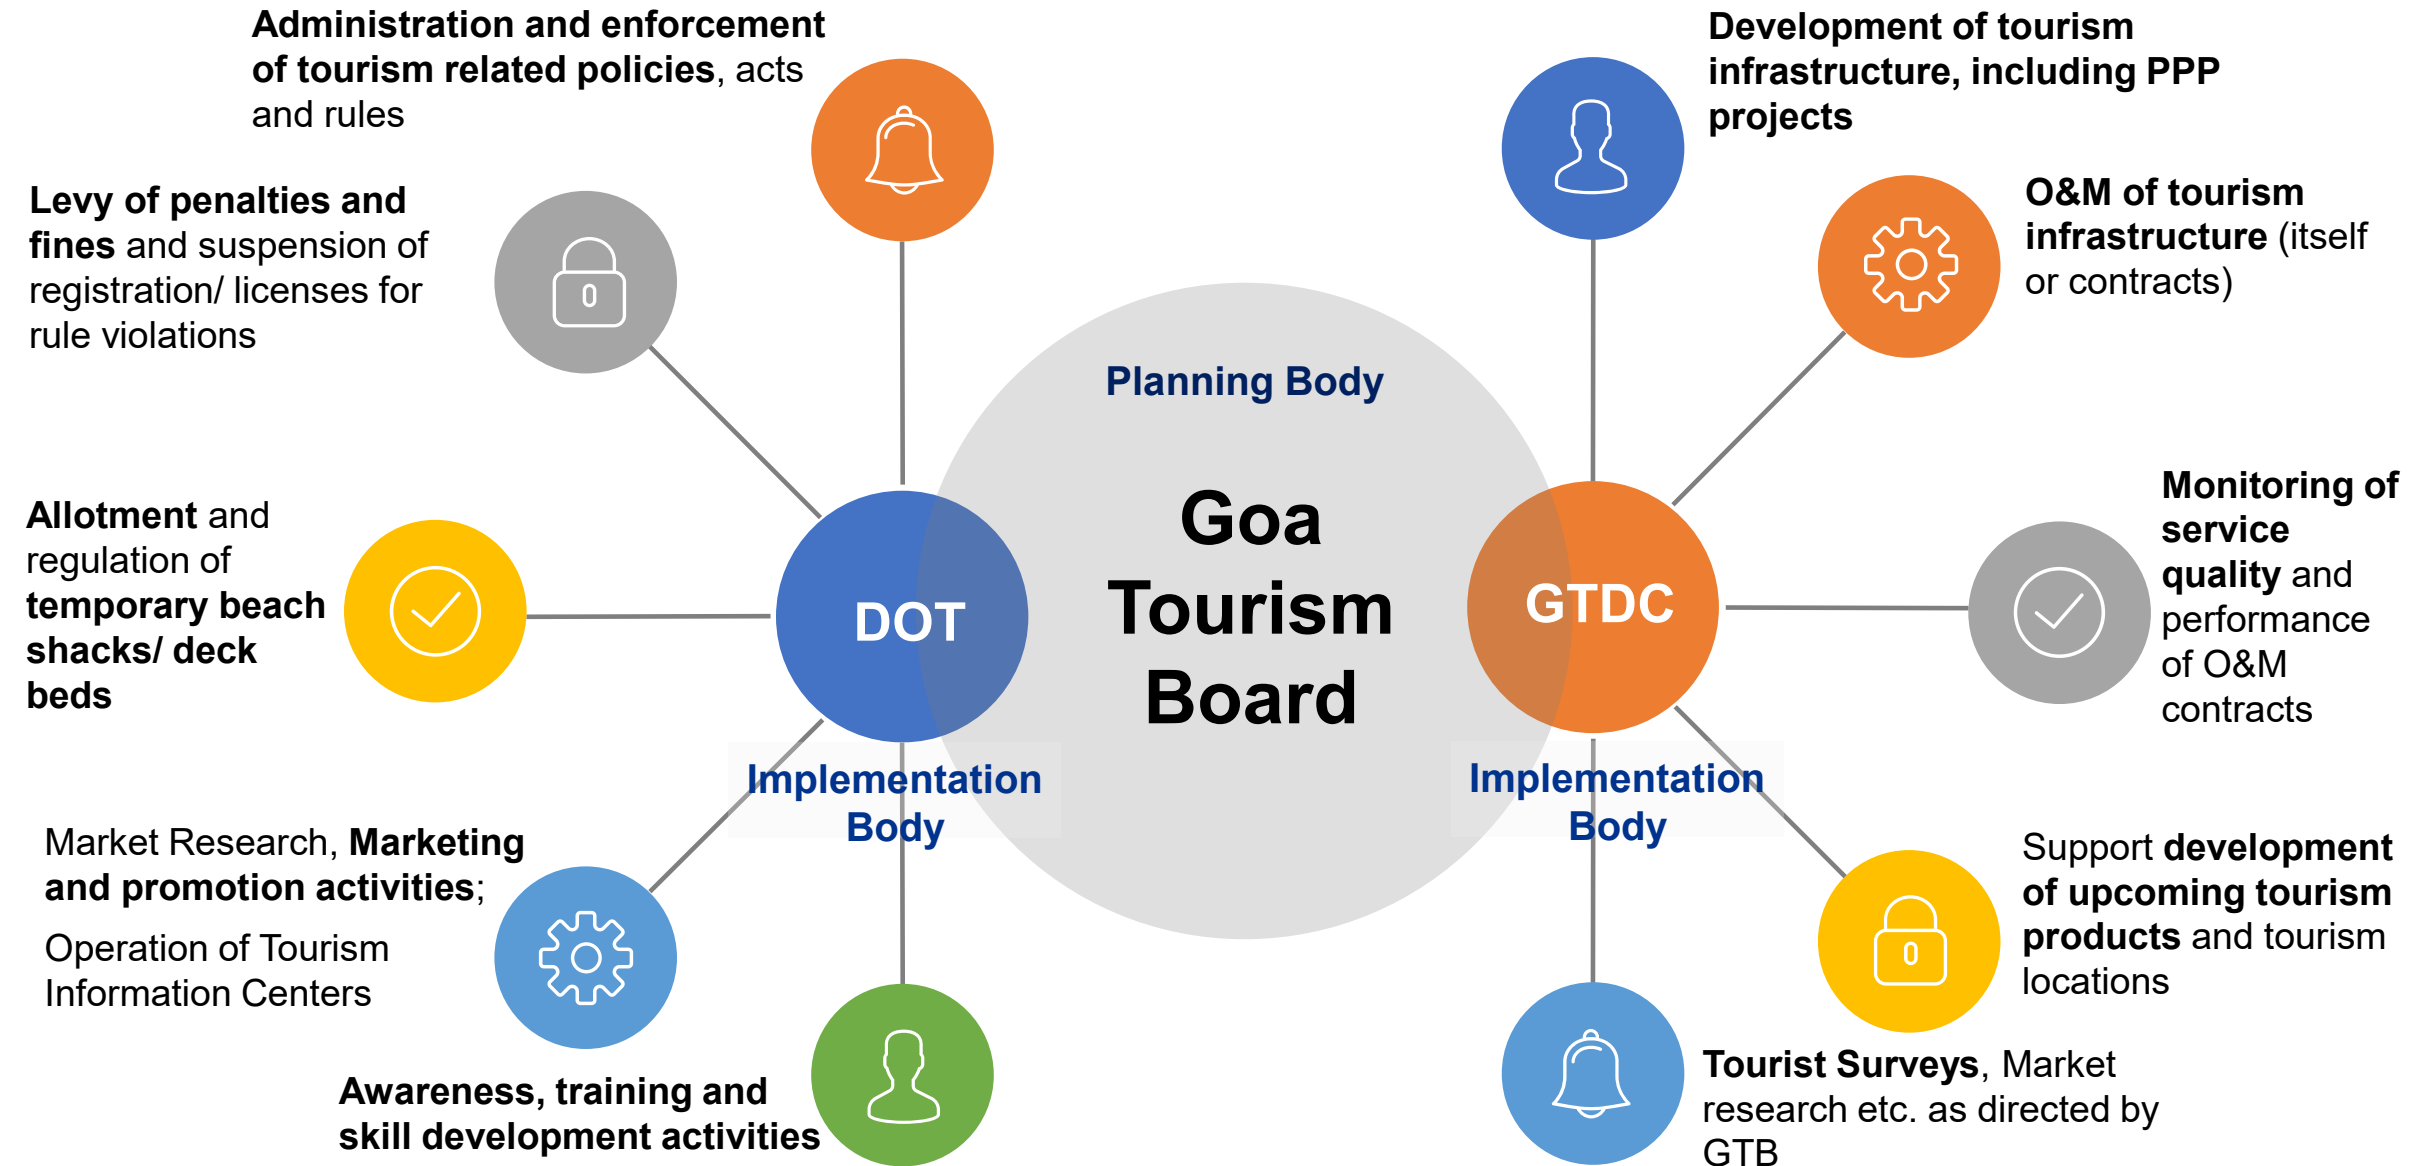 Administration and enforcement
of tourism related policies, acts
and rules
Levy of penalties and
fines and suspension of
registration/ licenses for
rule violations
Allotment and
regulation of
temporary beach
shacks/ deck
beds
Market Research, Marketing
and promotion activities;
Operation of Tourism
Information Centers
Awareness, training and
skill development activities
DOT
Implementation
Body
Planning Body
Goa
Tourism
Board
GTDC
Implementation
Body
Development of tourism
infrastructure, including PPP
projects
O&M of tourism
infrastructure (itself
or contracts)
Monitoring of
service
quality and
performance
of O&M
contracts
Support development
of upcoming tourism
products and tourism
locations
Tourist Surveys, Market
research etc. as directed by
GTB